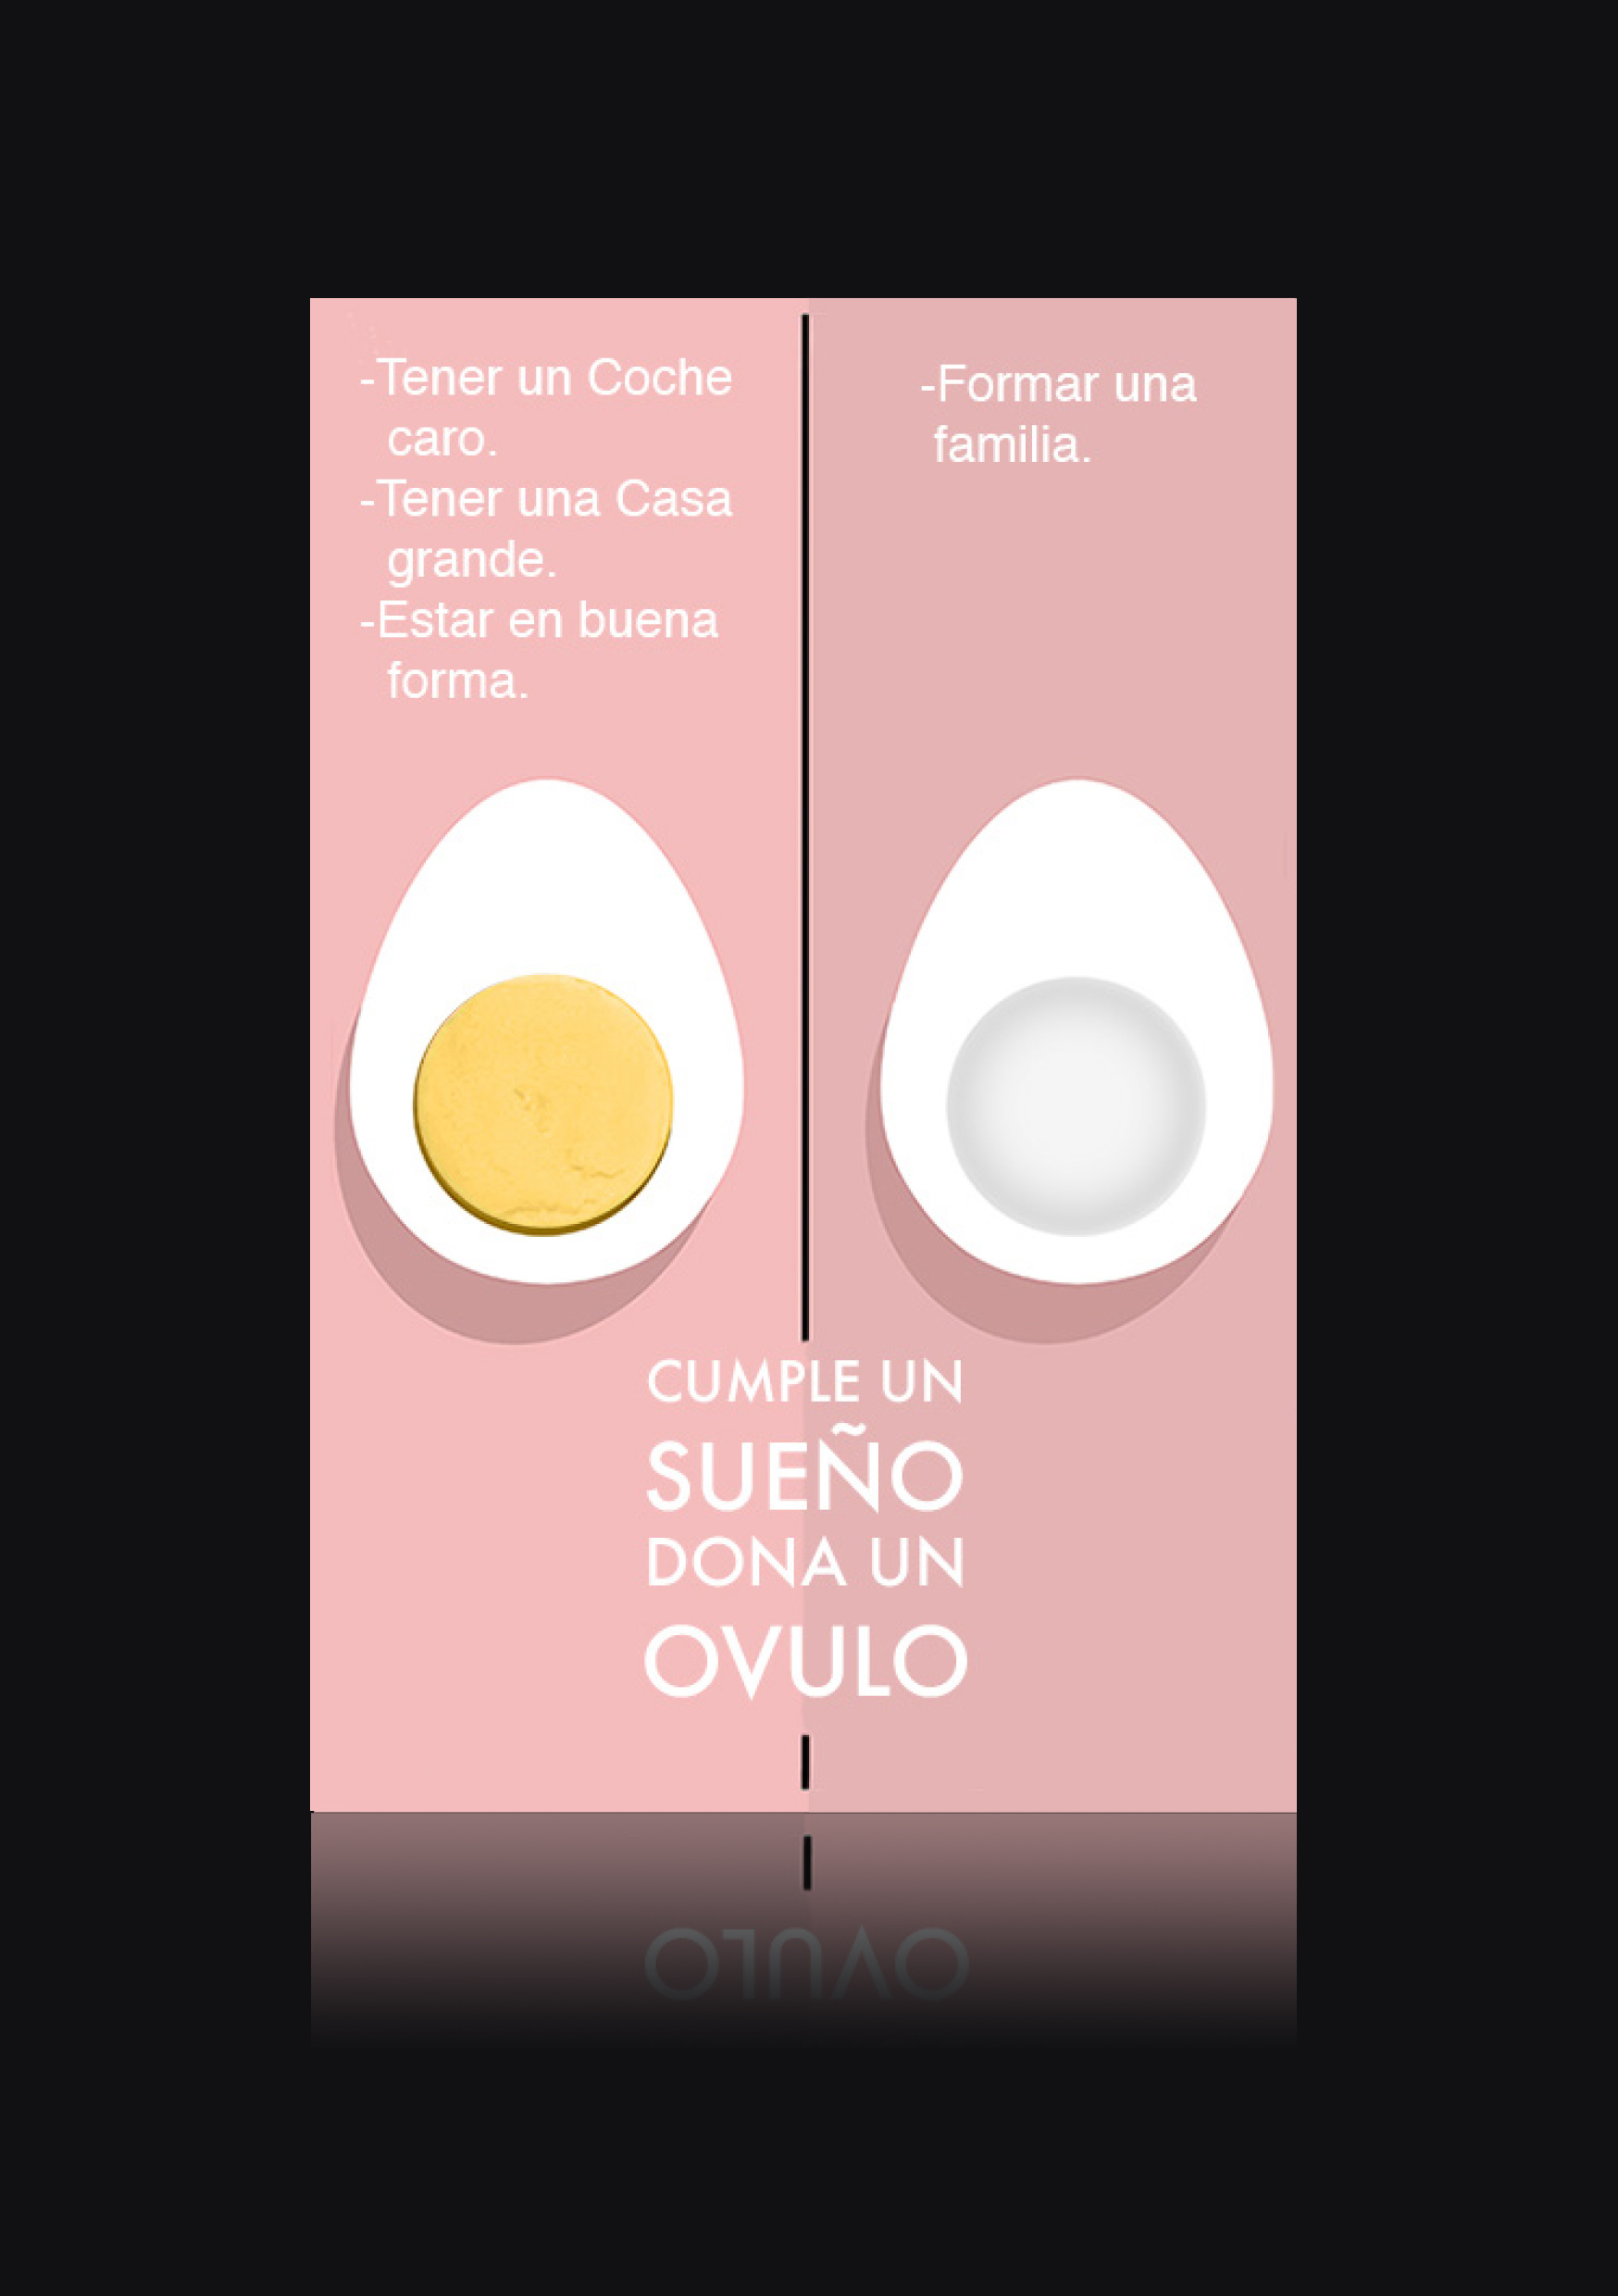 -Tener un Coche
caro.
-Tener una Casa
grande.
-Estar en buena
forma.
-Formar una
familia.
CUMPLE UN
SUEÑO
DONA UN
OVULO
OVULO